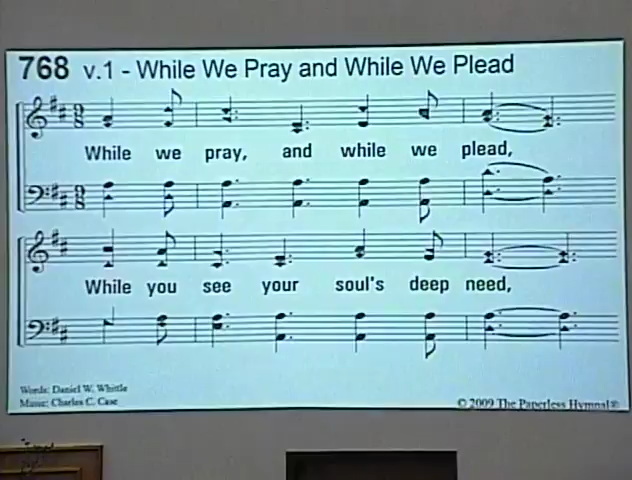 768 v.1 - While We Pray and While We Plead
While we pray, and while we plead,
While you see your soul's deep need,
Words: Daniel W. Whittle
Music: Charles C. Case
© 2009 The Paperless Hymnal®